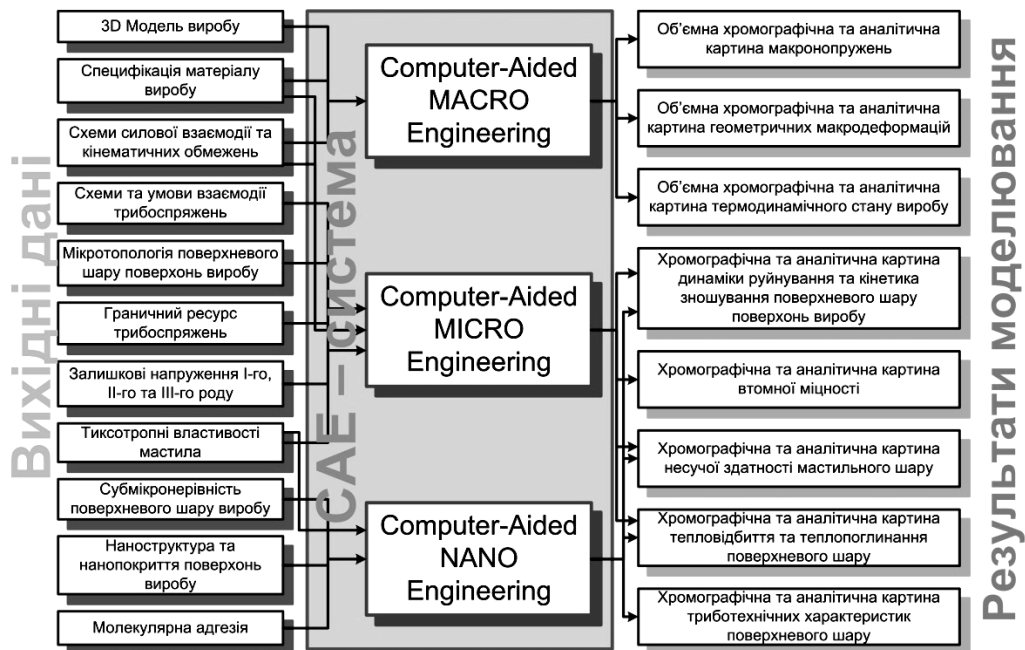 Вихідні дані
3D Модель виробу
Специфікація матеріалу
виробу
Схеми силової взаємодії та
кінематичних обмежень
Схеми та умови взаємодії
трибоспряжень
Мікротопологія поверхневого
шару поверхонь виробу
Граничний ресурс
трибоспряжень
Залишкові напруження І-го,
ІІ-го та ІІІ-го роду
Тиксотропні властивості
мастила
Субмікронерівність
поверхневого шару виробу
Наноструктура та
нанопокриття поверхонь
виробу
Молекулярна адгезія
CAE – система
Computer-Aided
MACRO
Engineering
Computer-Aided
MICRO
Engineering
Computer-Aided
NANO
Engineering
Об’ємна хромографічна та аналітична
картина макронопружень
Об’ємна хромографічна та аналітична
картина геометричних макродеформацій
Об’ємна хромографічна та аналітична
картина термодинамічного стану виробу
Хромографічна та аналітична картина
динаміки руйнування та кінетика
зношування поверхневого шару
поверхонь виробу
Хромографічна та аналітична картина
втомної міцності
Хромографічна та аналітична картина
несучої здатності мастильного шару
Хромографічна та аналітична картина
тепловідбиття та теплопоглинання
поверхневого шару
Хромографічна та аналітична картина
триботехнічних характеристик
поверхневого шару
Результати моделювання